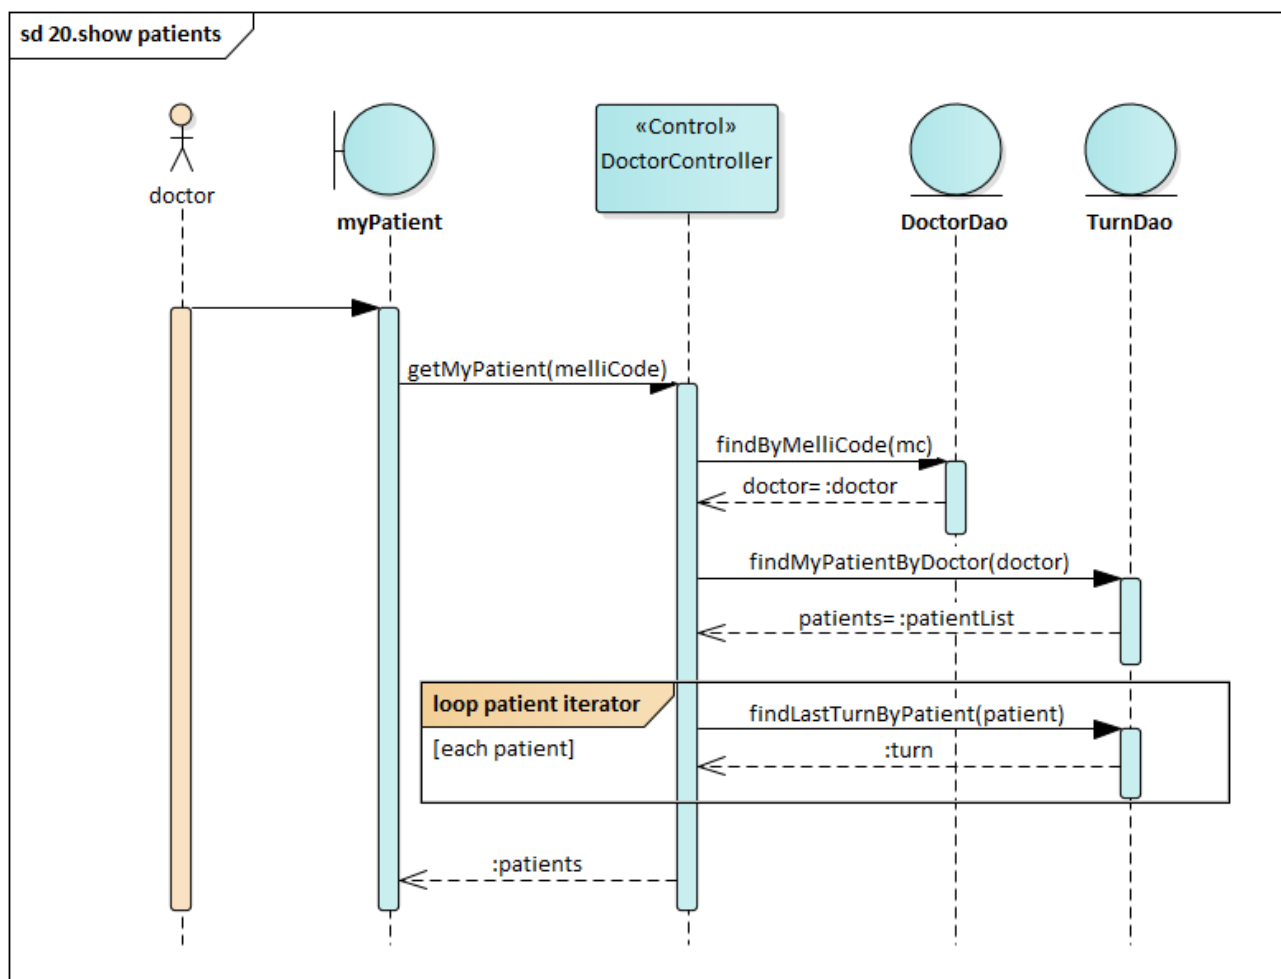 sd 20.show patients
doctor
myPatient
«Control»
DoctorController
DoctorDao
TurnDao
getMyPatient(melliCode)
findByMelliCode(mc)
doctor= :doctor
findMyPatientByDoctor(doctor)
patients= :patientList
loop patient iterator
[each patient]
findLastTurnByPatient(patient)
:turn
:patients